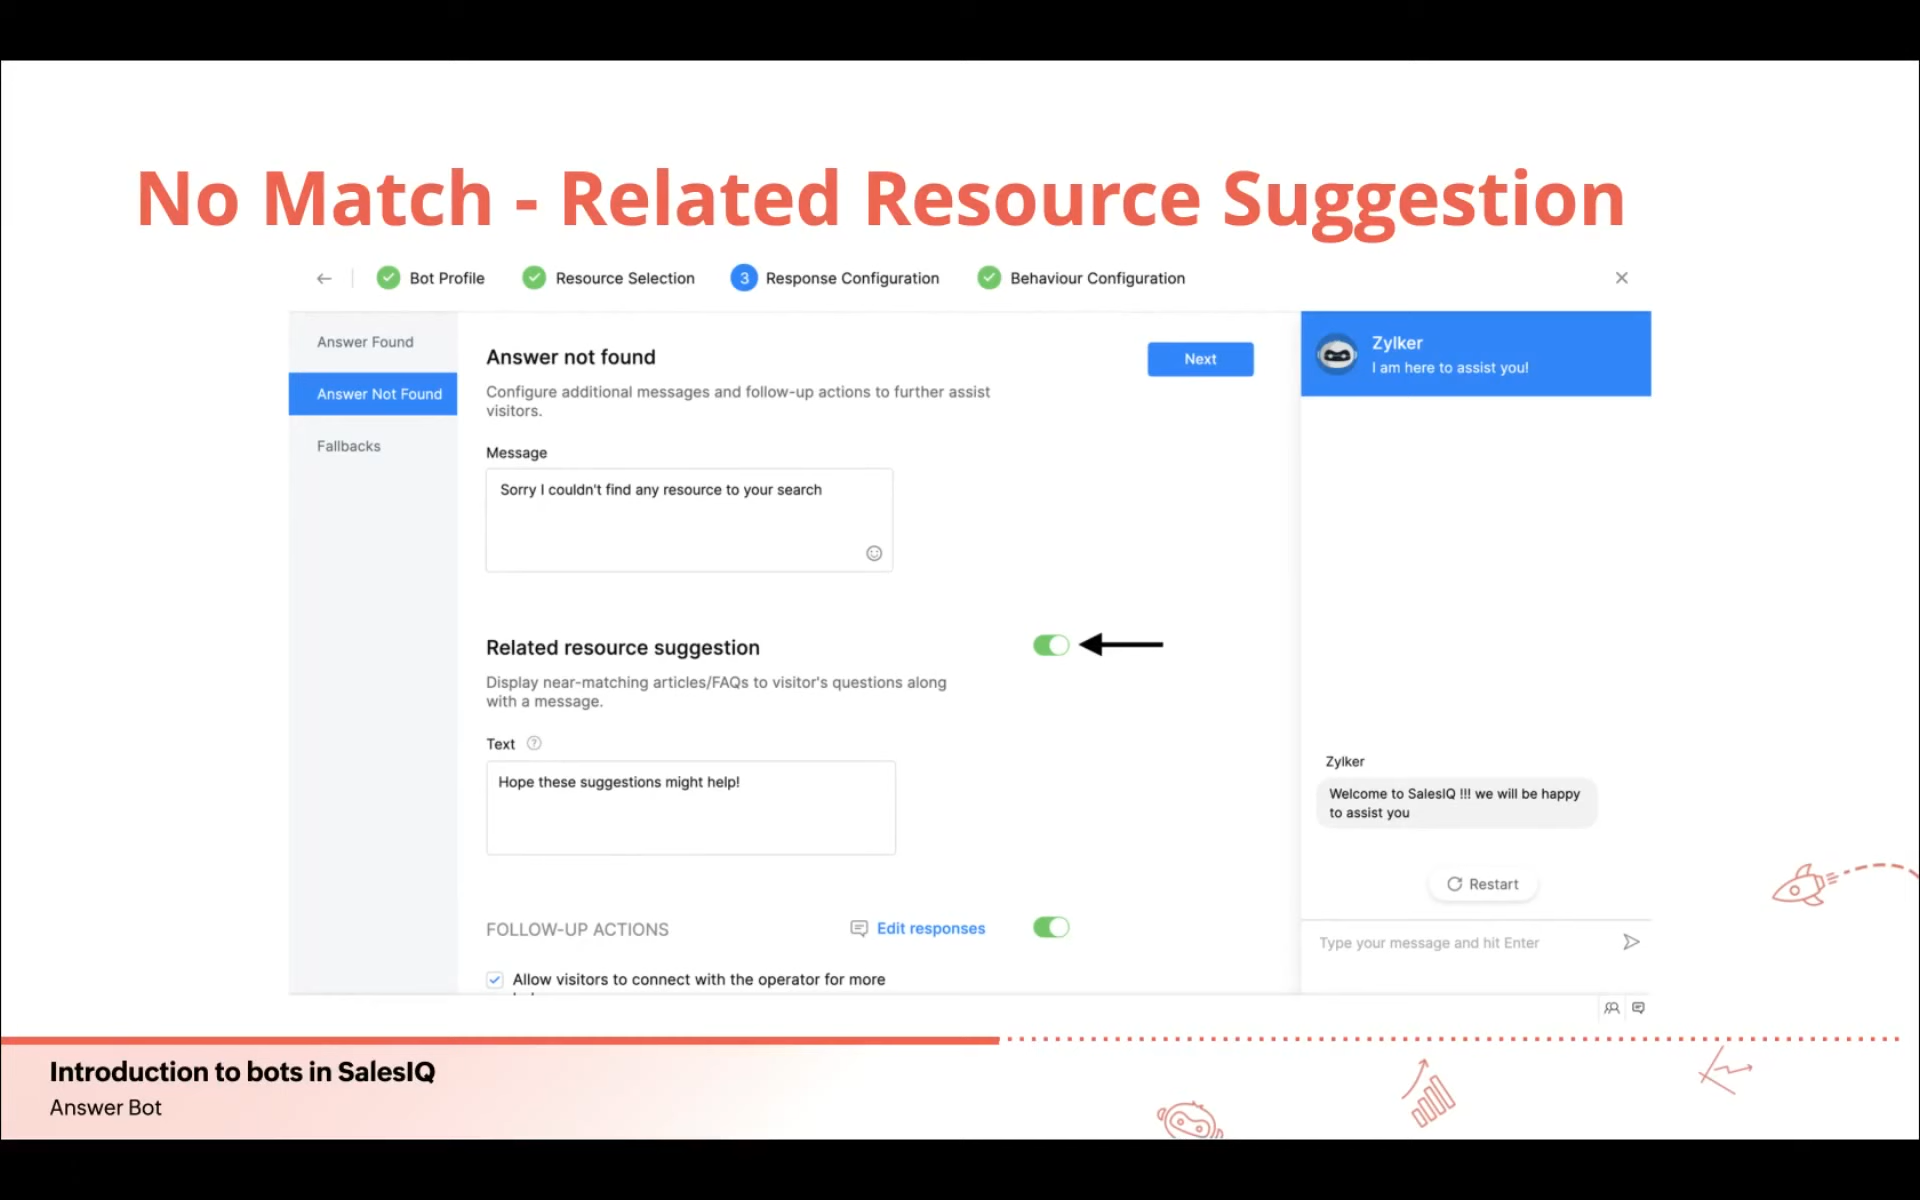 No Match - Related Resource Suggestion
Bot Profile
Resource Selection
3 Response Configuration
Behaviour Configuration
Answer Found
Answer Not Found
Fallbacks
Answer not found
Next
Configure additional messages and follow-up actions to further assist
visitors.
Message
Sorry I couldn't find any resource to your search
Related resource suggestion
Display near-matching articles/FAQs to visitor's questions along
with a message.
Text
Hope these suggestions might help!
FOLLOW-UP ACTIONS
Edit responses
Allow visitors to connect with the operator for more
Zylker
I am here to assist you!
Zylker
Welcome to SalesIQ !!! we will be happy
to assist you
Restart
Type your message and hit Enter
Introduction to bots in SalesIQ
Answer Bot